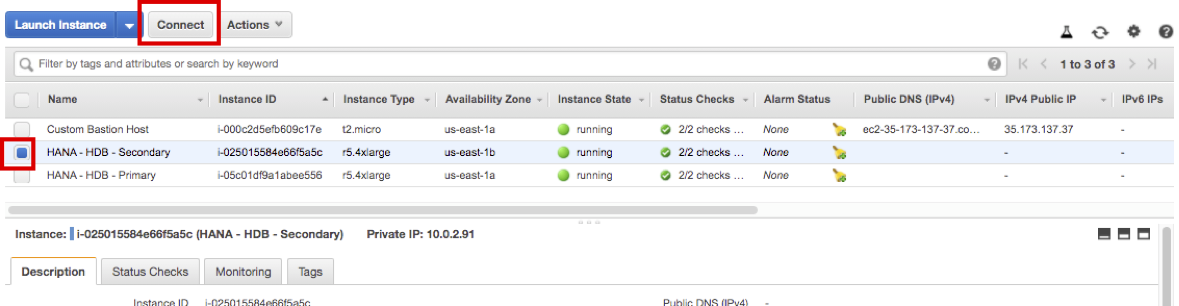 Launch Instance Connect Actions
Filter by tags and attributes or search by keyword 1 to 3 of 3
Name Instance ID Instance Type Availability Zone Instance State Status Checks Alarm Status Public DNS (IPv4) IPv4 Public IP IPv6 IPs
Custom Bastion Host i-000c2d5efb609c17e t2.micro us-east-1a running 2/2 checks ... None ec2-35-173-137-37.co... 35.173.137.37 -
HANA - HDB - Secondary i-025015584e66f5a5c r5.4xlarge us-east-1b running 2/2 checks ... None - -
HANA - HDB - Primary i-05c01df9a1abee556 r5.4xlarge us-east-1a running 2/2 checks ... None - -
Instance: i-025015584e66f5a5c (HANA - HDB - Secondary) Private IP: 10.0.2.91
Description Status Checks Monitoring Tags
Instance ID i-025015584e66f5a5c Public DNS (IPv4) -